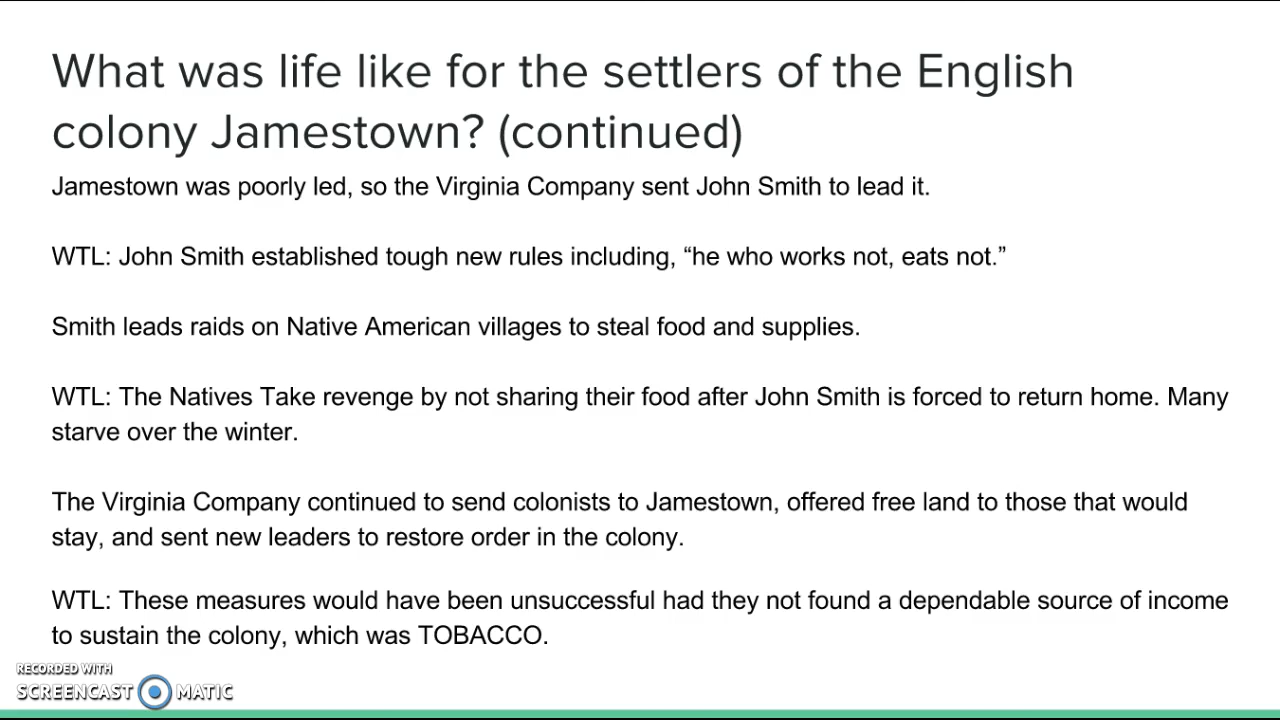 What was life like for the settlers of the English
colony Jamestown? (continued)
Jamestown was poorly led, so the Virginia Company sent John Smith to lead it.
WTL: John Smith established tough new rules including, “he who works not, eats not.”
Smith leads raids on Native American villages to steal food and supplies.
WTL: The Natives Take revenge by not sharing their food after John Smith is forced to return home. Many
starve over the winter.
The Virginia Company continued to send colonists to Jamestown, offered free land to those that would
stay, and sent new leaders to restore order in the colony.
WTL: These measures would have been unsuccessful had they not found a dependable source of income
to sustain the colony, which was TOBACCO.
RECORDED WITH
SCREENCAST MATIC